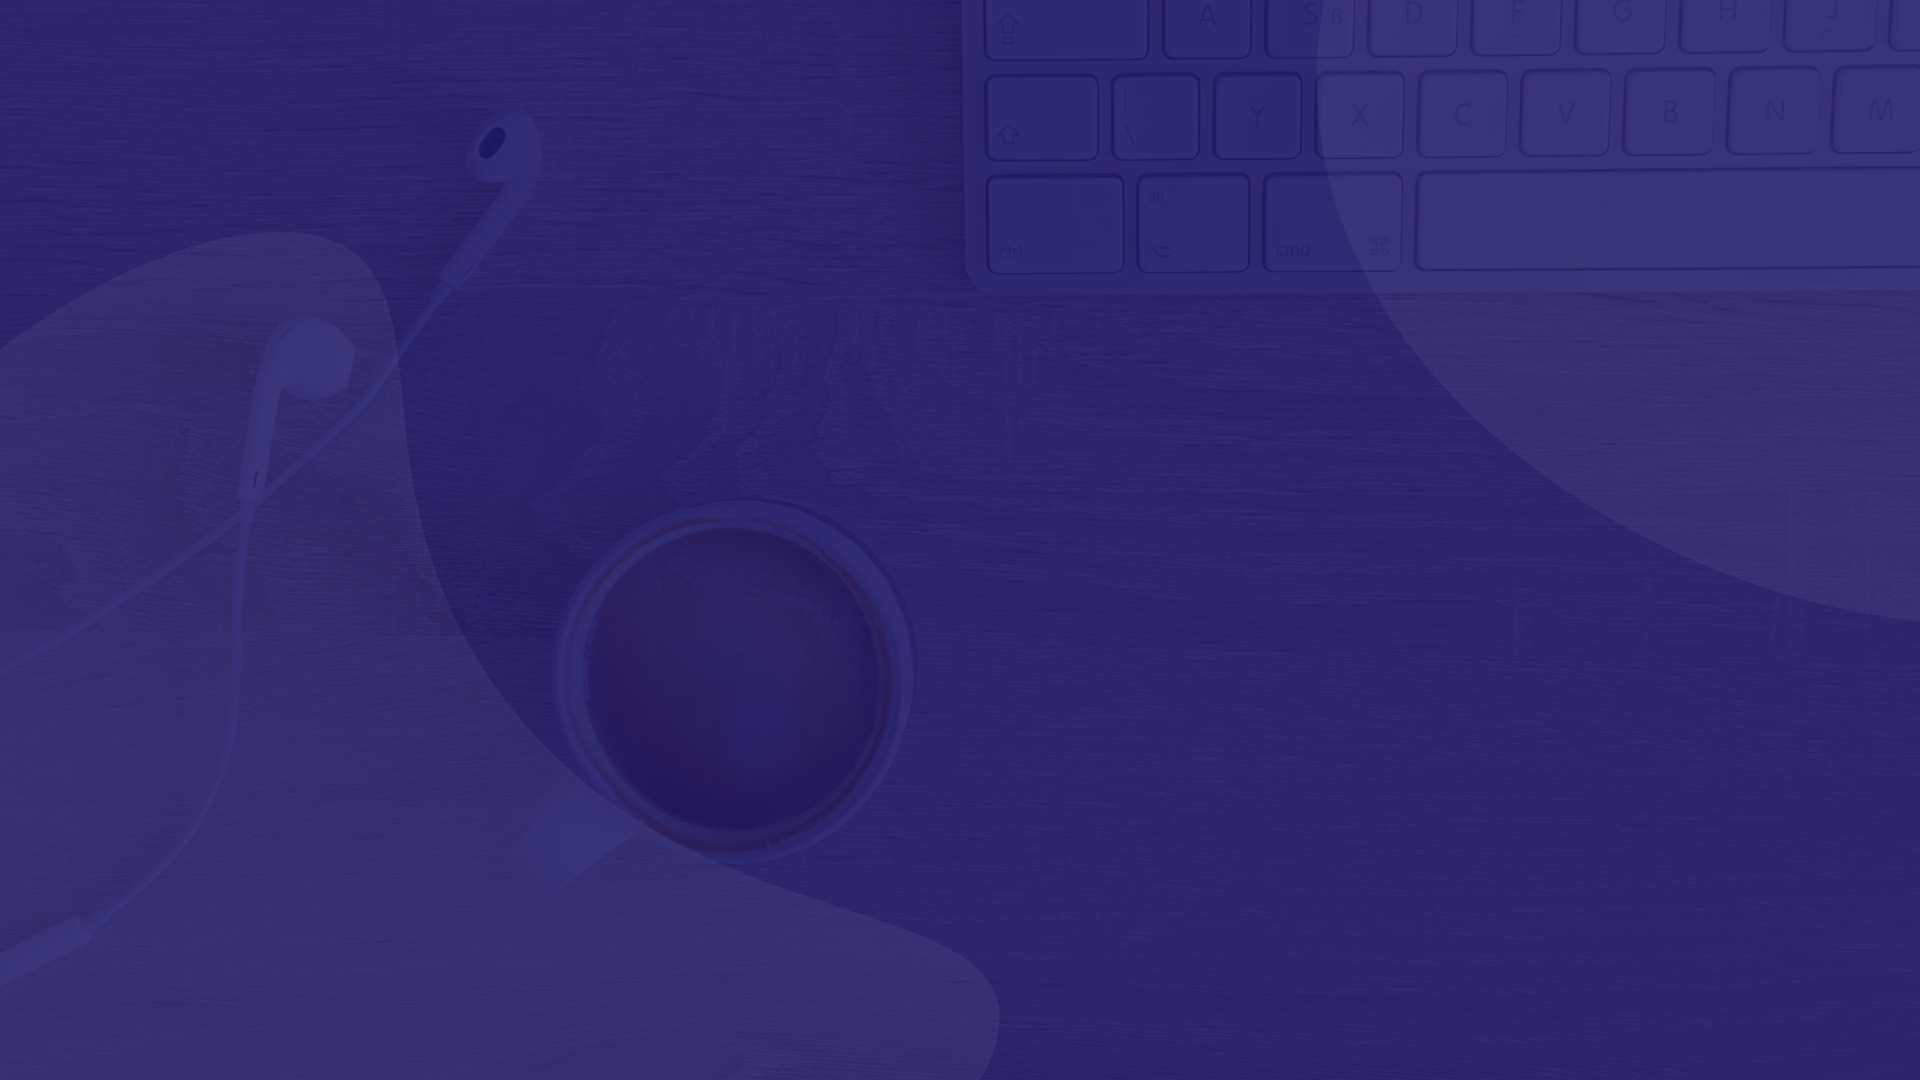 A S ß D F G H J
| \ Y X C V B N M
alt
ctrl cmd ⌘